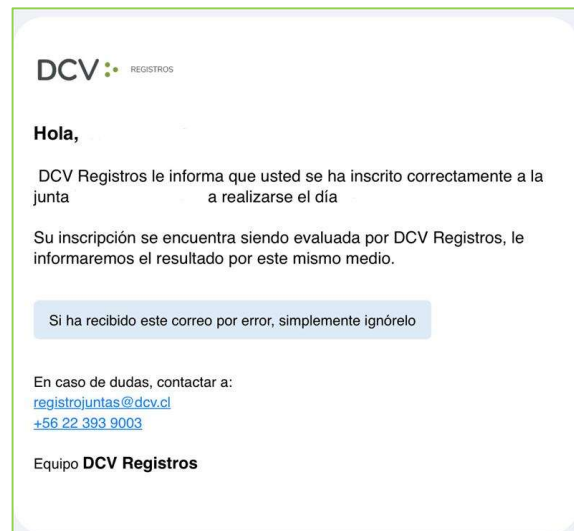 DCV REGISTROS
Hola,
DCV Registros le informa que usted se ha inscrito correctamente a la
junta a realizarse el día
Su inscripción se encuentra siendo evaluada por DCV Registros, le
informaremos el resultado por este mismo medio.
Si ha recibido este correo por error, simplemente ignórelo
En caso de dudas, contactar a:
registrojuntas@dcv.cl
+56 22 393 9003
Equipo DCV Registros